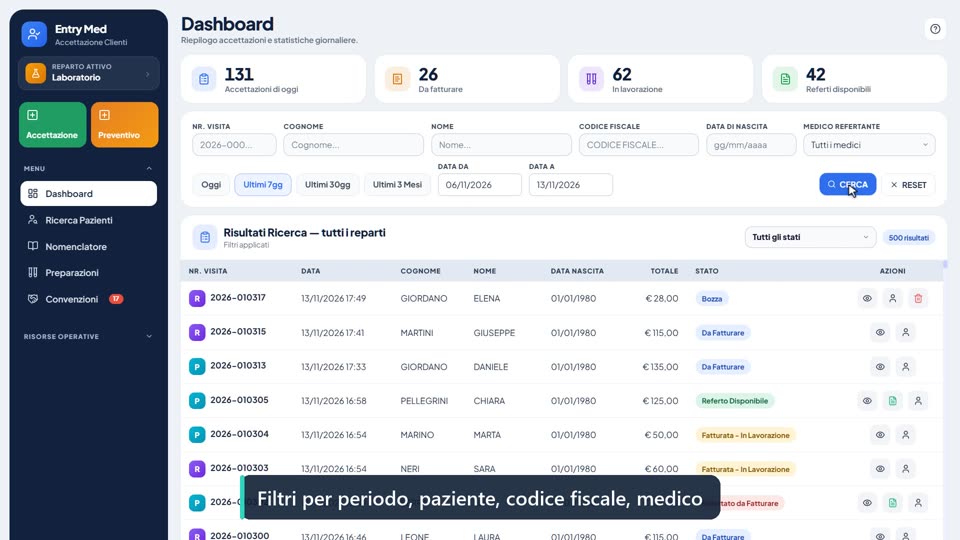 Entry Med
Accettazione Clienti
REPARTO ATTIVO
Laboratorio
Accettazione
Preventivo
MENU
Dashboard
Ricerca Pazienti
Nomenclatore
Preparazioni
Convenzioni 17
RISORSE OPERATIVE
Dashboard
Riepilogo accettazioni e statistiche giornaliere.
131
Accettazioni di oggi
26
Da fatturare
62
In lavorazione
42
Referti disponibili
NR. VISITA COGNOME NOME CODICE FISCALE DATA DI NASCITA MEDICO REFERTANTE
2026-000... Cognome... Nome... CODICE FISCALE... gg/mm/aaaa Tutti i medici
DATA DA DATA A
Oggi Ultimi 7gg Ultimi 30gg Ultimi 3 Mesi 06/11/2026 13/11/2026 CERCA RESET
Risultati Ricerca — tutti i reparti
Filtri applicati
Tutti gli stati 500 risultati
NR. VISITA DATA COGNOME NOME DATA NASCITA TOTALE STATO AZIONI
R 2026-010317 13/11/2026 17:49 GIORDANO ELENA 01/01/1980 € 28,00 Bozza
R 2026-010315 13/11/2026 17:41 MARTINI GIUSEPPE 01/01/1980 € 115,00 Da Fatturare
P 2026-010313 13/11/2026 17:33 GIORDANO DANIELE 01/01/1980 € 135,00 Da Fatturare
P 2026-010305 13/11/2026 16:58 PELLEGRINI CHIARA 01/01/1980 € 125,00 Referto Disponibile
P 2026-010304 13/11/2026 16:54 MARINO MARTA 01/01/1980 € 50,00 Fatturata - In Lavorazione
R 2026-010303 13/11/2026 16:54 NERI SARA 01/01/1980 € 60,00 Fatturata - In Lavorazione
P da Fatturare
Filtri per periodo, paziente, codice fiscale, medico
R 2026-010300 13/11/2026 16:46 LEONE LAURA 01/01/1980 € 115,00 Da Fatturare